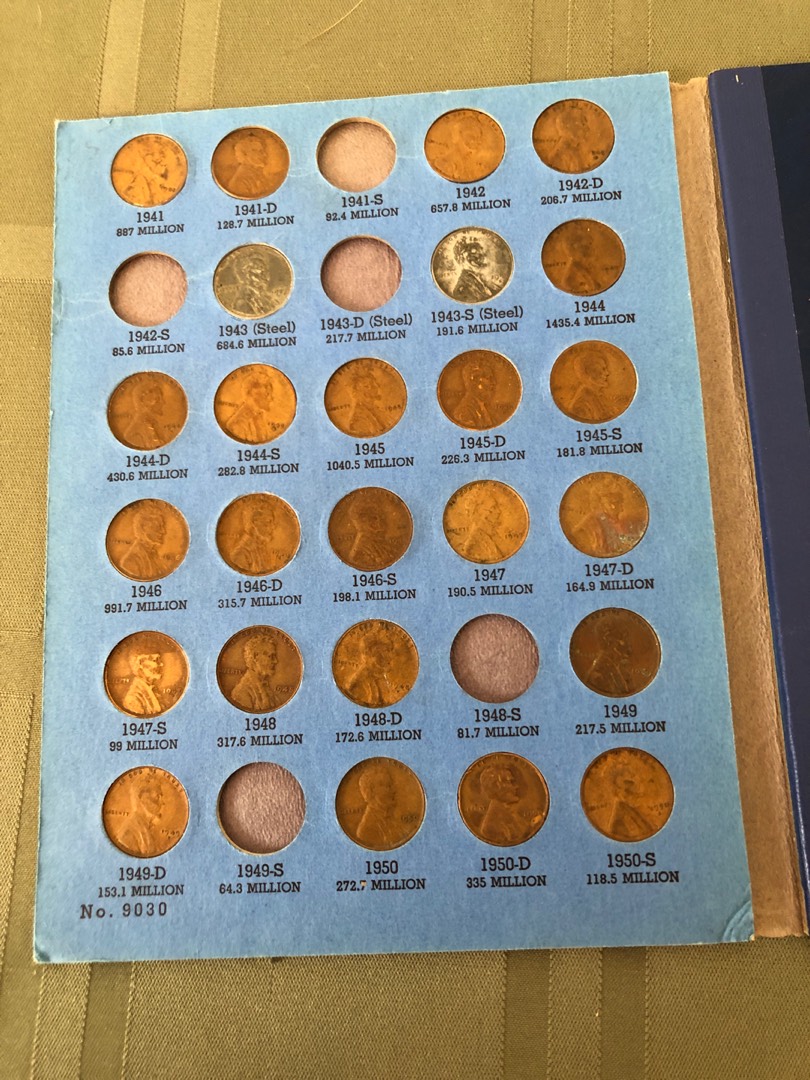 1941
887 MILLION
1941-D
128.7 MILLION
1941-S
92.4 MILLION
1942
657.8 MILLION
1942-D
206.7 MILLION
1942-S
85.6 MILLION
1943 (Steel)
684.6 MILLION
1943-D (Steel)
217.7 MILLION
1943-S (Steel)
191.6 MILLION
1944
1435.4 MILLION
1944-D
430.6 MILLION
1944-S
282.8 MILLION
1945
1040.5 MILLION
1945-D
226.3 MILLION
1945-S
181.8 MILLION
1946
991.7 MILLION
1946-D
315.7 MILLION
1946-S
198.1 MILLION
1947
190.5 MILLION
1947-D
164.9 MILLION
1947-S
99 MILLION
1948
317.6 MILLION
1948-D
172.6 MILLION
1948-S
81.7 MILLION
1949
217.5 MILLION
1949-D
153.1 MILLION
1949-S
64.3 MILLION
1950
272.7 MILLION
1950-D
335 MILLION
1950-S
118.5 MILLION
No. 9030